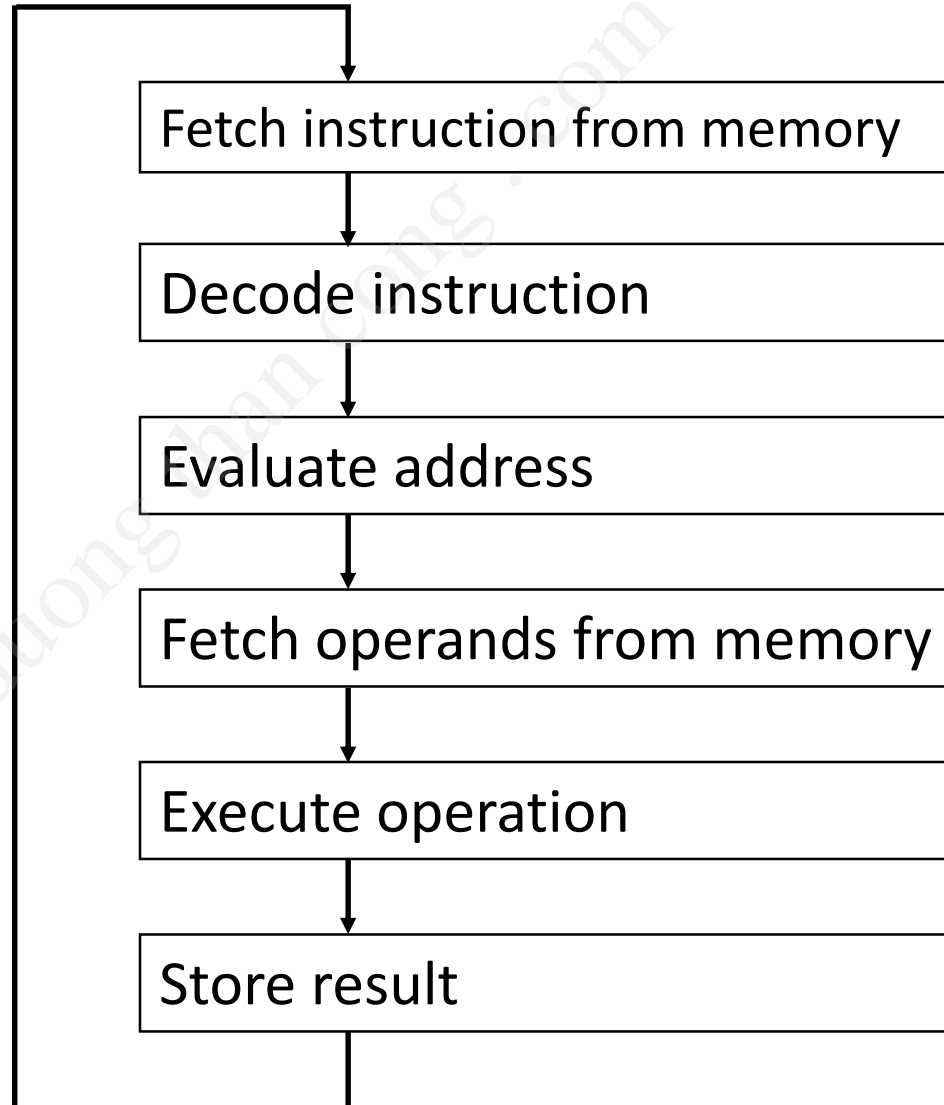 Fetch instruction from memory
Decode instruction
Evaluate address
Fetch operands from memory
Execute operation
Store result